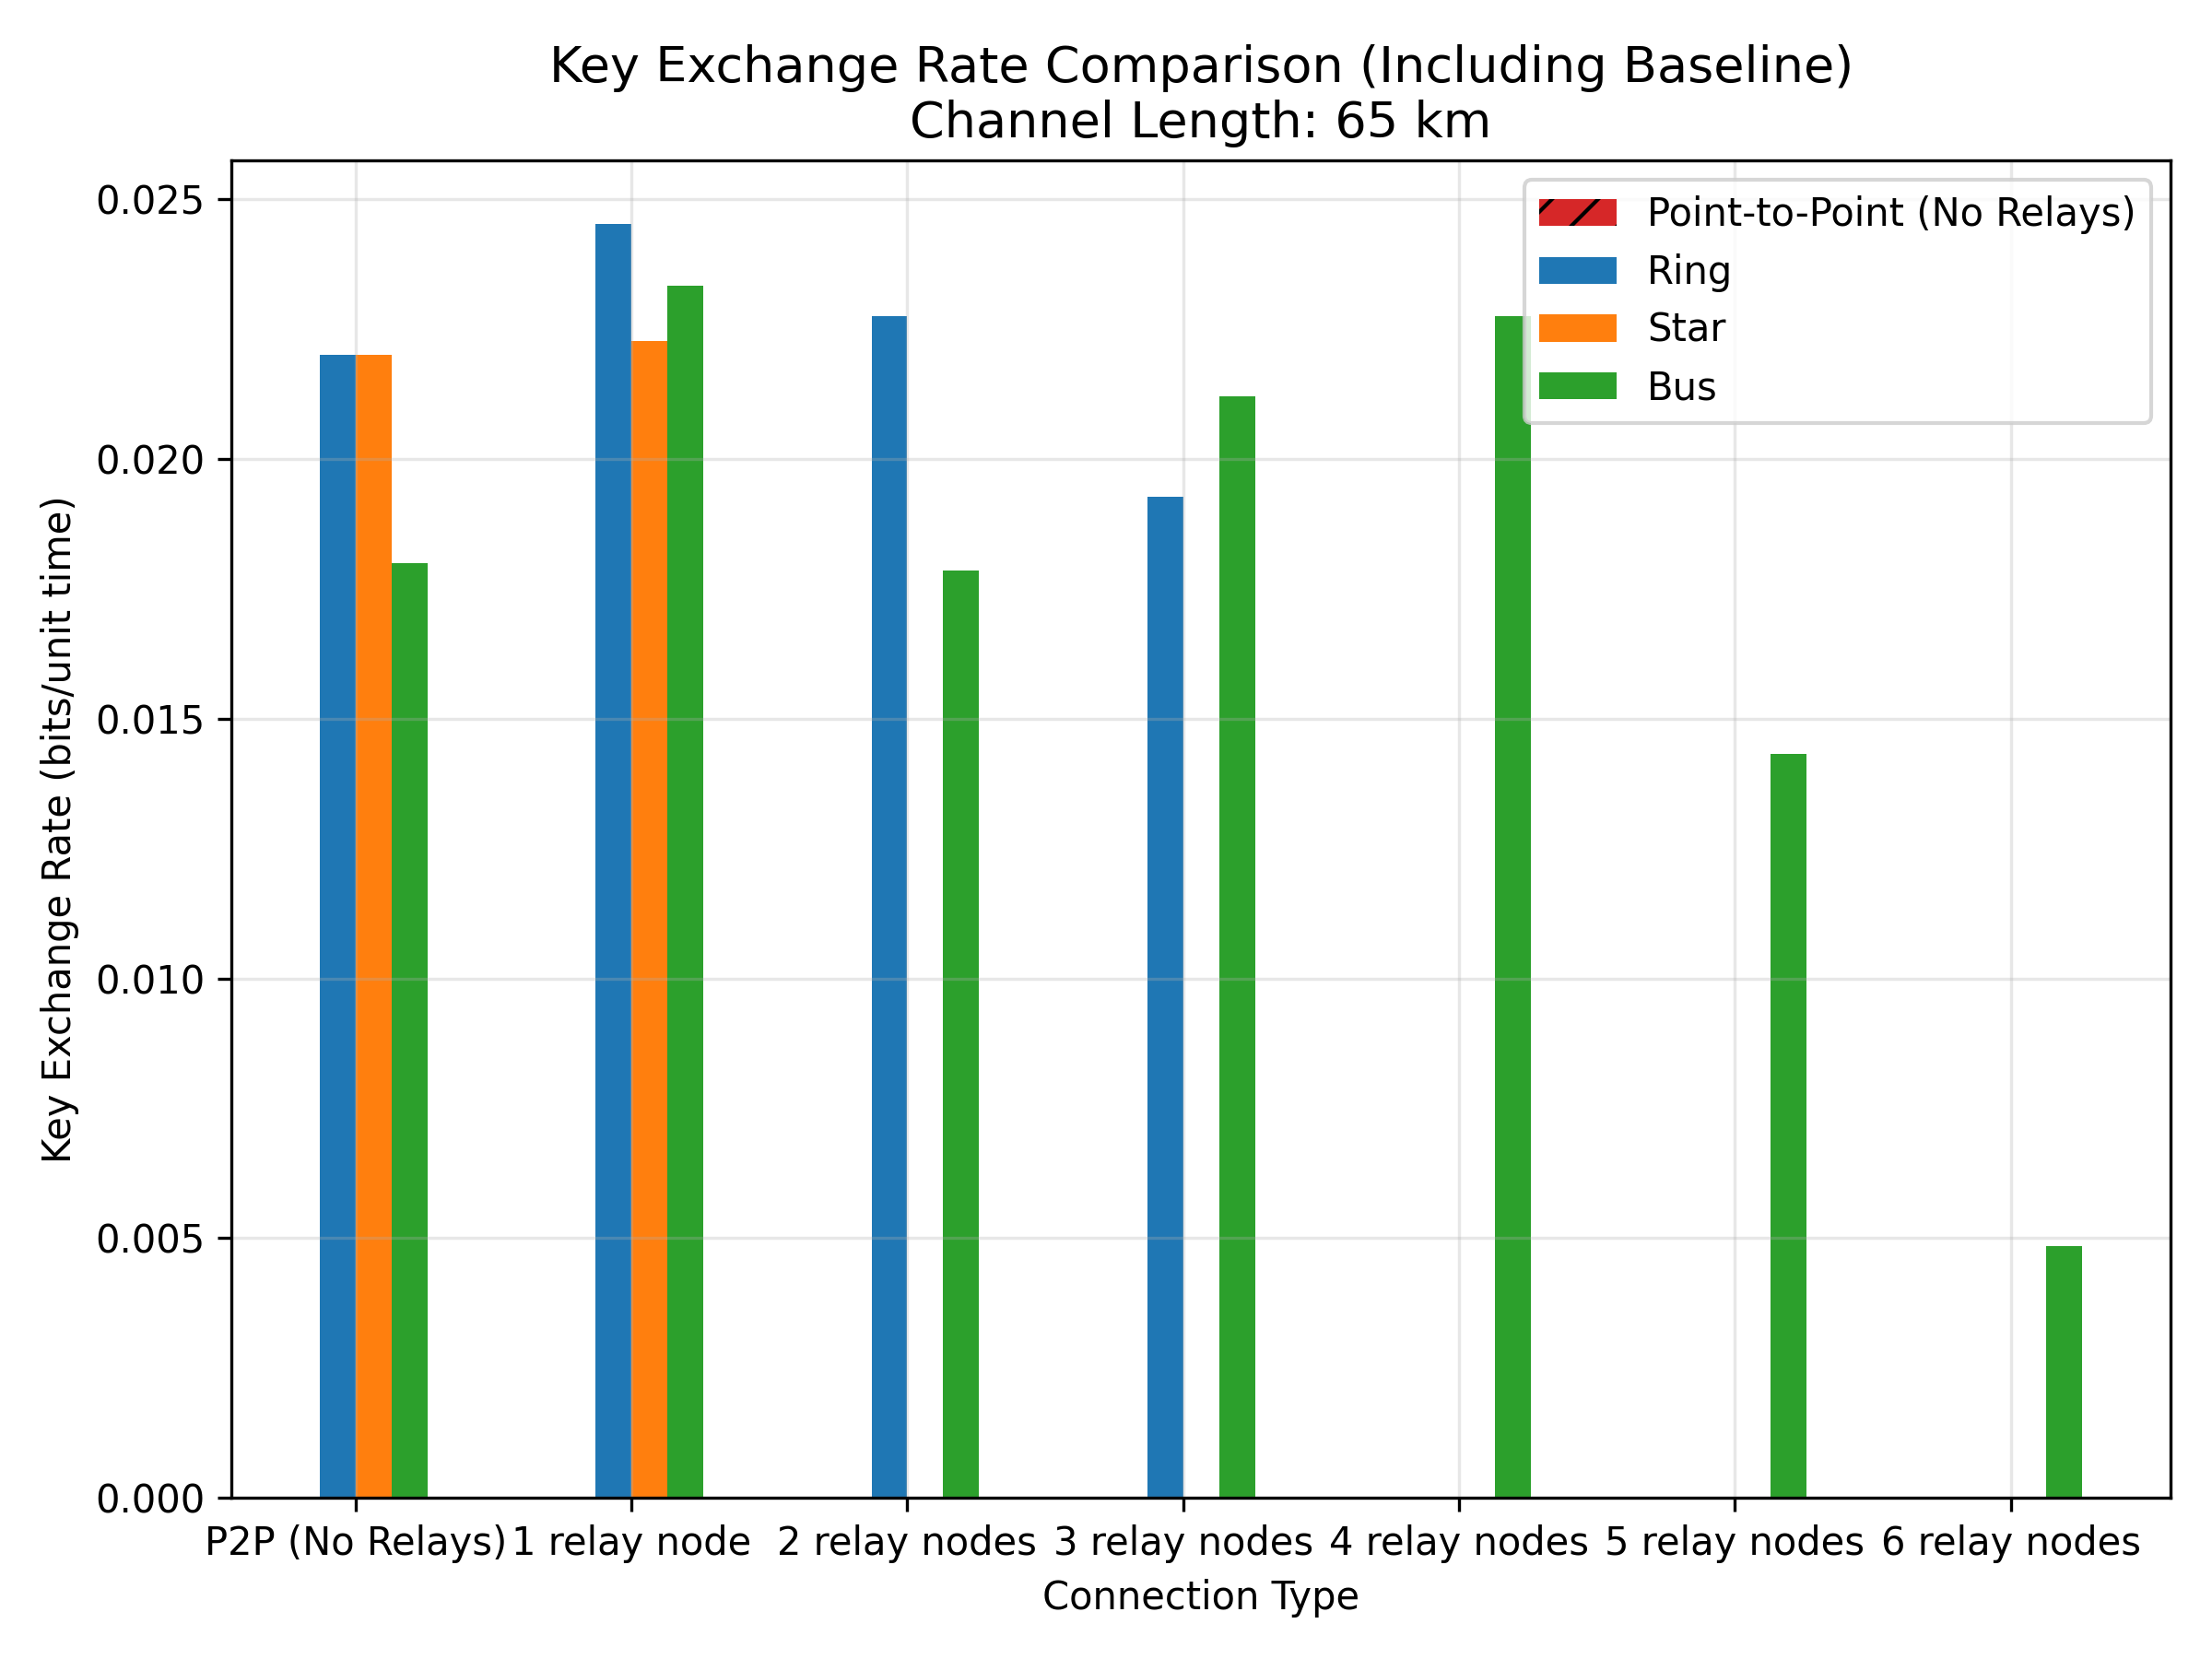 Key Exchange Rate Comparison (Including Baseline)
Channel Length: 65 km
Point-to-Point (No Relays)
Ring
Star
Bus
Key Exchange Rate (bits/unit time)
0.025
0.020
0.015
0.010
0.005
0.000
P2P (No Relays) 1 relay node 2 relay nodes 3 relay nodes 4 relay nodes 5 relay nodes 6 relay nodes
Connection Type